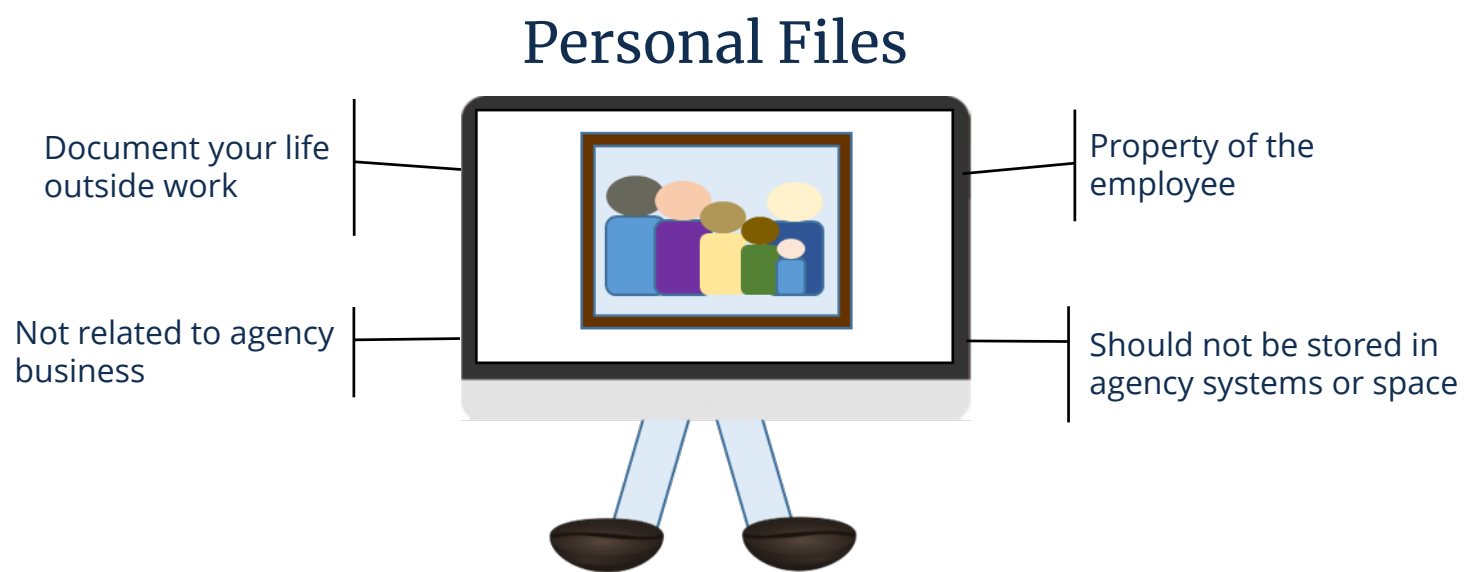 Personal Files
Document your life
outside work
Property of the
employee
Not related to agency
business
Should not be stored in
agency systems or space